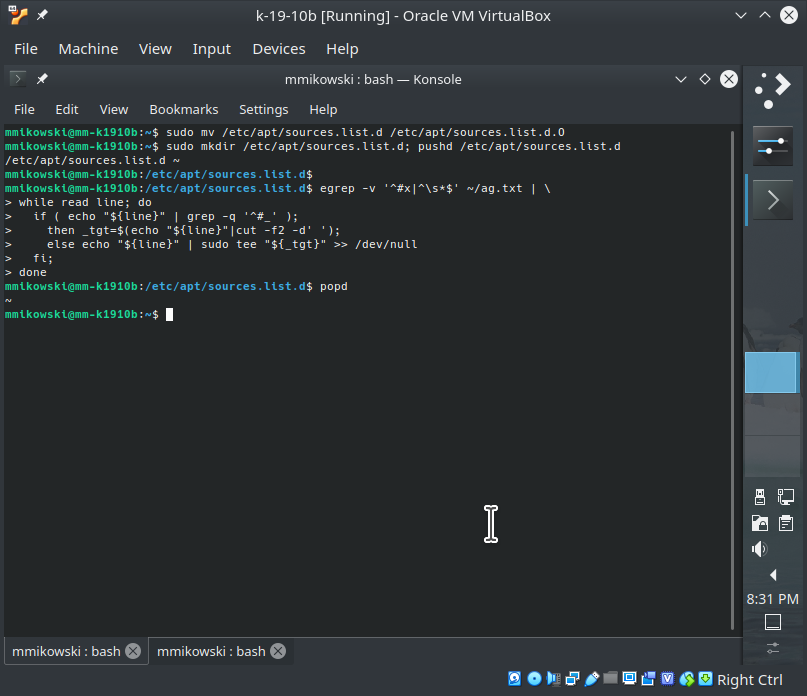 k-19-10b [Running] - Oracle VM VirtualBox
File Machine View Input Devices Help
mmikowski : bash — Konsole
File Edit View Bookmarks Settings Help
mmikowski@mm-k1910b:~$ sudo mv /etc/apt/sources.list.d /etc/apt/sources.list.d.O
mmikowski@mm-k1910b:~$ sudo mkdir /etc/apt/sources.list.d; pushd /etc/apt/sources.list.d
/etc/apt/sources.list.d ~
mmikowski@mm-k1910b:/etc/apt/sources.list.d$
mmikowski@mm-k1910b:/etc/apt/sources.list.d$ egrep -v '^#x|^\s*$' ~/ag.txt | \
> while read line; do
>   if ( echo "${line}" | grep -q '^#_' );
>     then _tgt=$(echo "${line}"|cut -f2 -d' ');
>     else echo "${line}" | sudo tee "${_tgt}" >> /dev/null
>   fi;
> done
mmikowski@mm-k1910b:/etc/apt/sources.list.d$ popd
~
mmikowski@mm-k1910b:~$
8:31 PM
mmikowski : bash mmikowski : bash
Right Ctrl